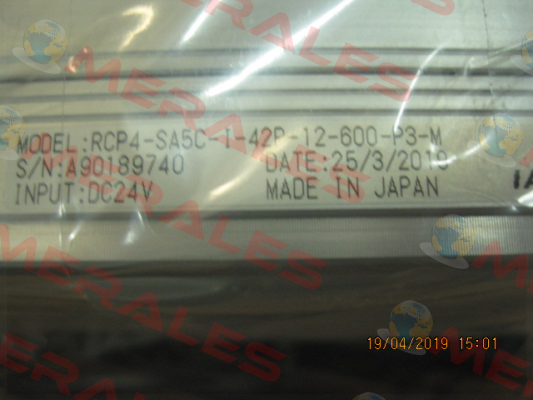 MODEL:RCP4-SA5C-I-42P-12-600-P3-M
S/N:A90189740 DATE:25/3/2019
INPUT:DC24V MADE IN JAPAN
19/04/2019 15:01
MERALES
MERALES
MERALES